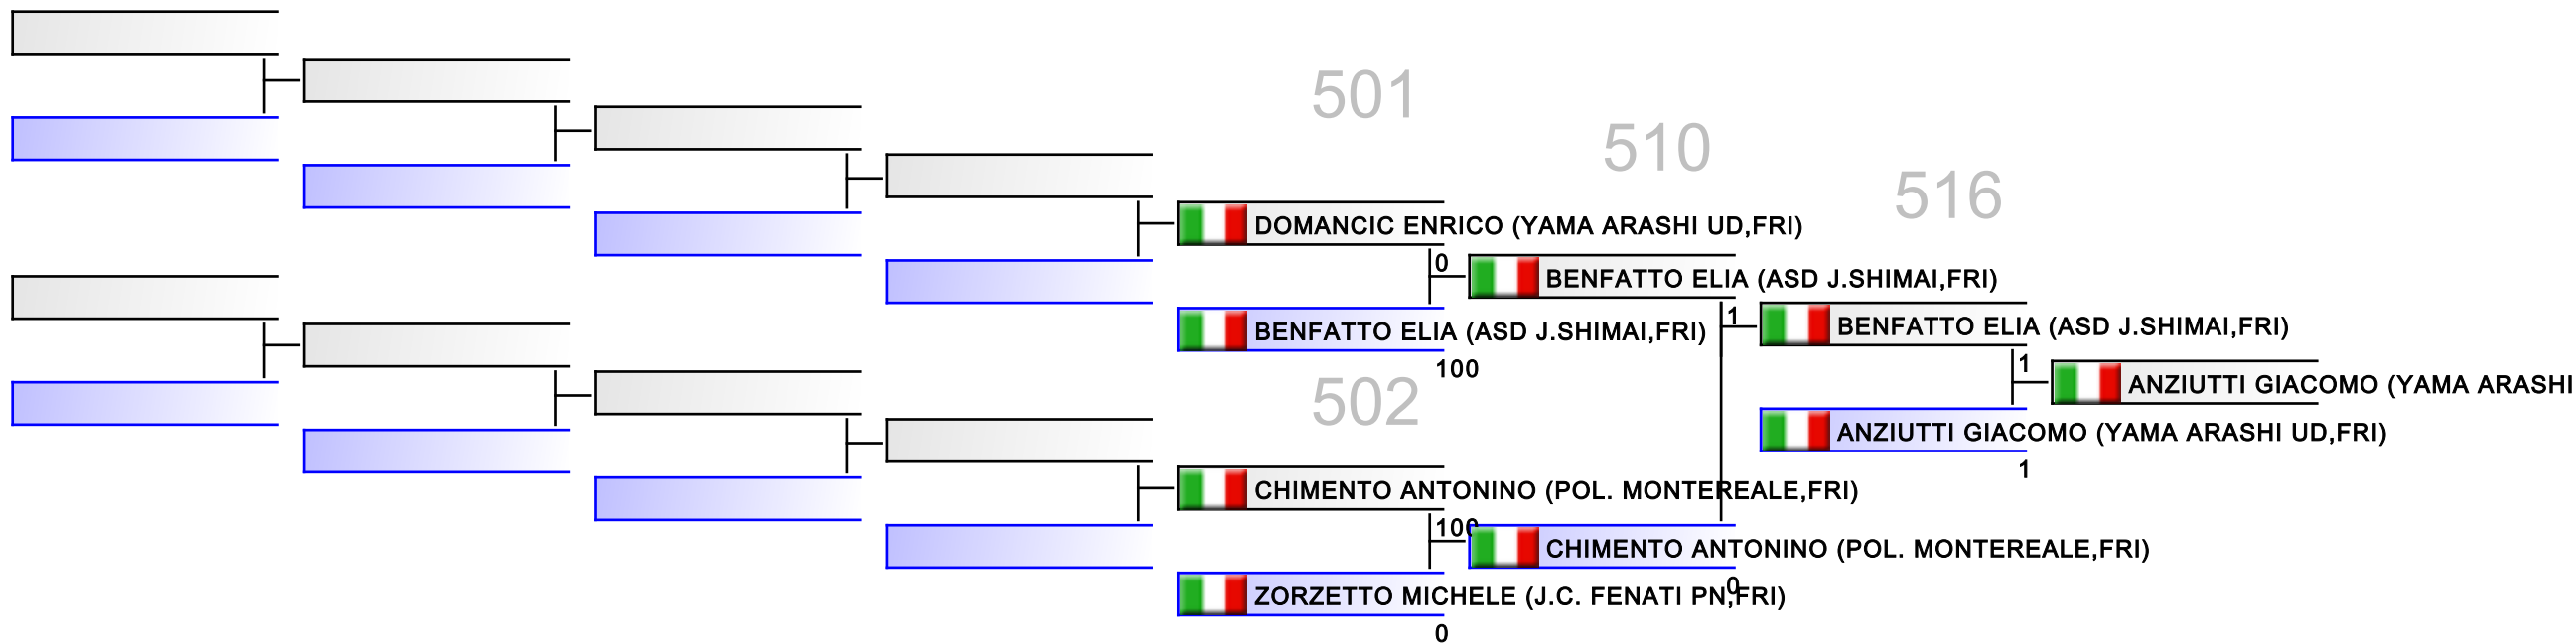 501
510
516
DOMANCIC ENRICO (YAMA ARASHI UD,FRI)
0
BENFATTO ELIA (ASD J.SHIMAI,FRI)
1
BENFATTO ELIA (ASD J.SHIMAI,FRI)
BENFATTO ELIA (ASD J.SHIMAI,FRI)
100
1
ANZIUTTI GIACOMO (YAMA ARASHI
502
ANZIUTTI GIACOMO (YAMA ARASHI UD,FRI)
1
CHIMENTO ANTONINO (POL. MONTEREALE,FRI)
100
CHIMENTO ANTONINO (POL. MONTEREALE,FRI)
0
ZORZETTO MICHELE (J.C. FENATI PN,FRI)
0